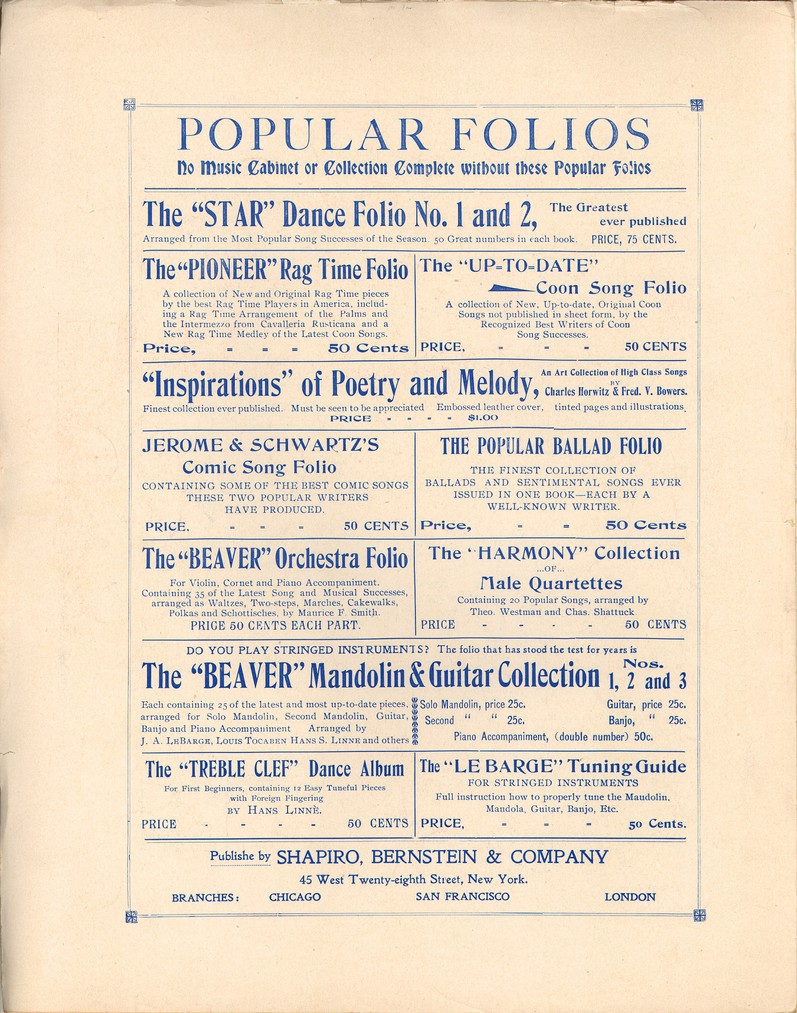 POPULAR FOLIOS
No Music Cabinet or Collection Complete without these Popular Folios
The "STAR" Dance Folio No. 1 and 2, The Greatest
ever published
Arranged from the Most Popular Song Successes of the Season. 50 Great numbers in each book. PRICE, 75 CENTS.
The "PIONEER" Rag Time Folio
A collection of New and Original Rag Time pieces
by the best Rag Time Players in America, includ-
ing a Rag Time Arrangement of the Palms and
the Intermezzo from Cavalleria Rusticana and a
New Rag Time Medley of the Latest Coon Songs.
Price, - - - 50 Cents
The "UP=TO=DATE"
Coon Song Folio
A collection of New, Up-to-date, Original Coon
Songs not published in sheet form, by the
Recognized Best Writers of Coon
Song Successes.
PRICE, - - - 50 CENTS
"Inspirations" of Poetry and Melody, An Art Collection of High Class Songs
BY
Charles Horwitz & Fred. V. Bowers.
Finest collection ever published. Must be seen to be appreciated Embossed leather cover, tinted pages and illustrations.
PRICE - - - - $1.00
JEROME & SCHWARTZ'S
Comic Song Folio
CONTAINING SOME OF THE BEST COMIC SONGS
THESE TWO POPULAR WRITERS
HAVE PRODUCED.
PRICE, - - - 50 CENTS
THE POPULAR BALLAD FOLIO
THE FINEST COLLECTION OF
BALLADS AND SENTIMENTAL SONGS EVER
ISSUED IN ONE BOOK—EACH BY A
WELL-KNOWN WRITER.
Price, - - 50 Cents
The "BEAVER" Orchestra Folio
For Violin, Cornet and Piano Accompaniment.
Containing 35 of the Latest Song and Musical Successes,
arranged as Waltzes, Two-steps, Marches, Cakewalks,
Polkas and Schottisches, by Maurice F. Smith.
PRICE 50 CENTS EACH PART.
The "HARMONY" Collection
...OF...
Male Quartettes
Containing 20 Popular Songs, arranged by
Theo. Westman and Chas. Shattuck
PRICE - - - - 50 CENTS
DO YOU PLAY STRINGED INSTRUMENTS? The folio that has stood the test for years is
The "BEAVER" Mandolin & Guitar Collection Nos. 1, 2 and 3
Each containing 25 of the latest and most up-to-date pieces,
arranged for Solo Mandolin, Second Mandolin, Guitar,
Banjo and Piano Accompaniment Arranged by
J. A. LEBARGE, LOUIS TOCABEN HANS S. LINNE and others
Solo Mandolin, price 25c. Guitar, price 25c.
Second " " 25c. Banjo, " 25c.
Piano Accompaniment, (double number) 50c.
The "TREBLE CLEF" Dance Album
For First Beginners, containing 12 Easy Tuneful Pieces
with Foreign Fingering
BY HANS LINNÈ.
PRICE - - - - 50 CENTS
The "LE BARGE" Tuning Guide
FOR STRINGED INSTRUMENTS
Full instruction how to properly tune the Mandolin,
Mandola, Guitar, Banjo, Etc.
PRICE, - - - 50 Cents.
Publishe by SHAPIRO, BERNSTEIN & COMPANY
45 West Twenty-eighth Street, New York.
BRANCHES: CHICAGO SAN FRANCISCO LONDON